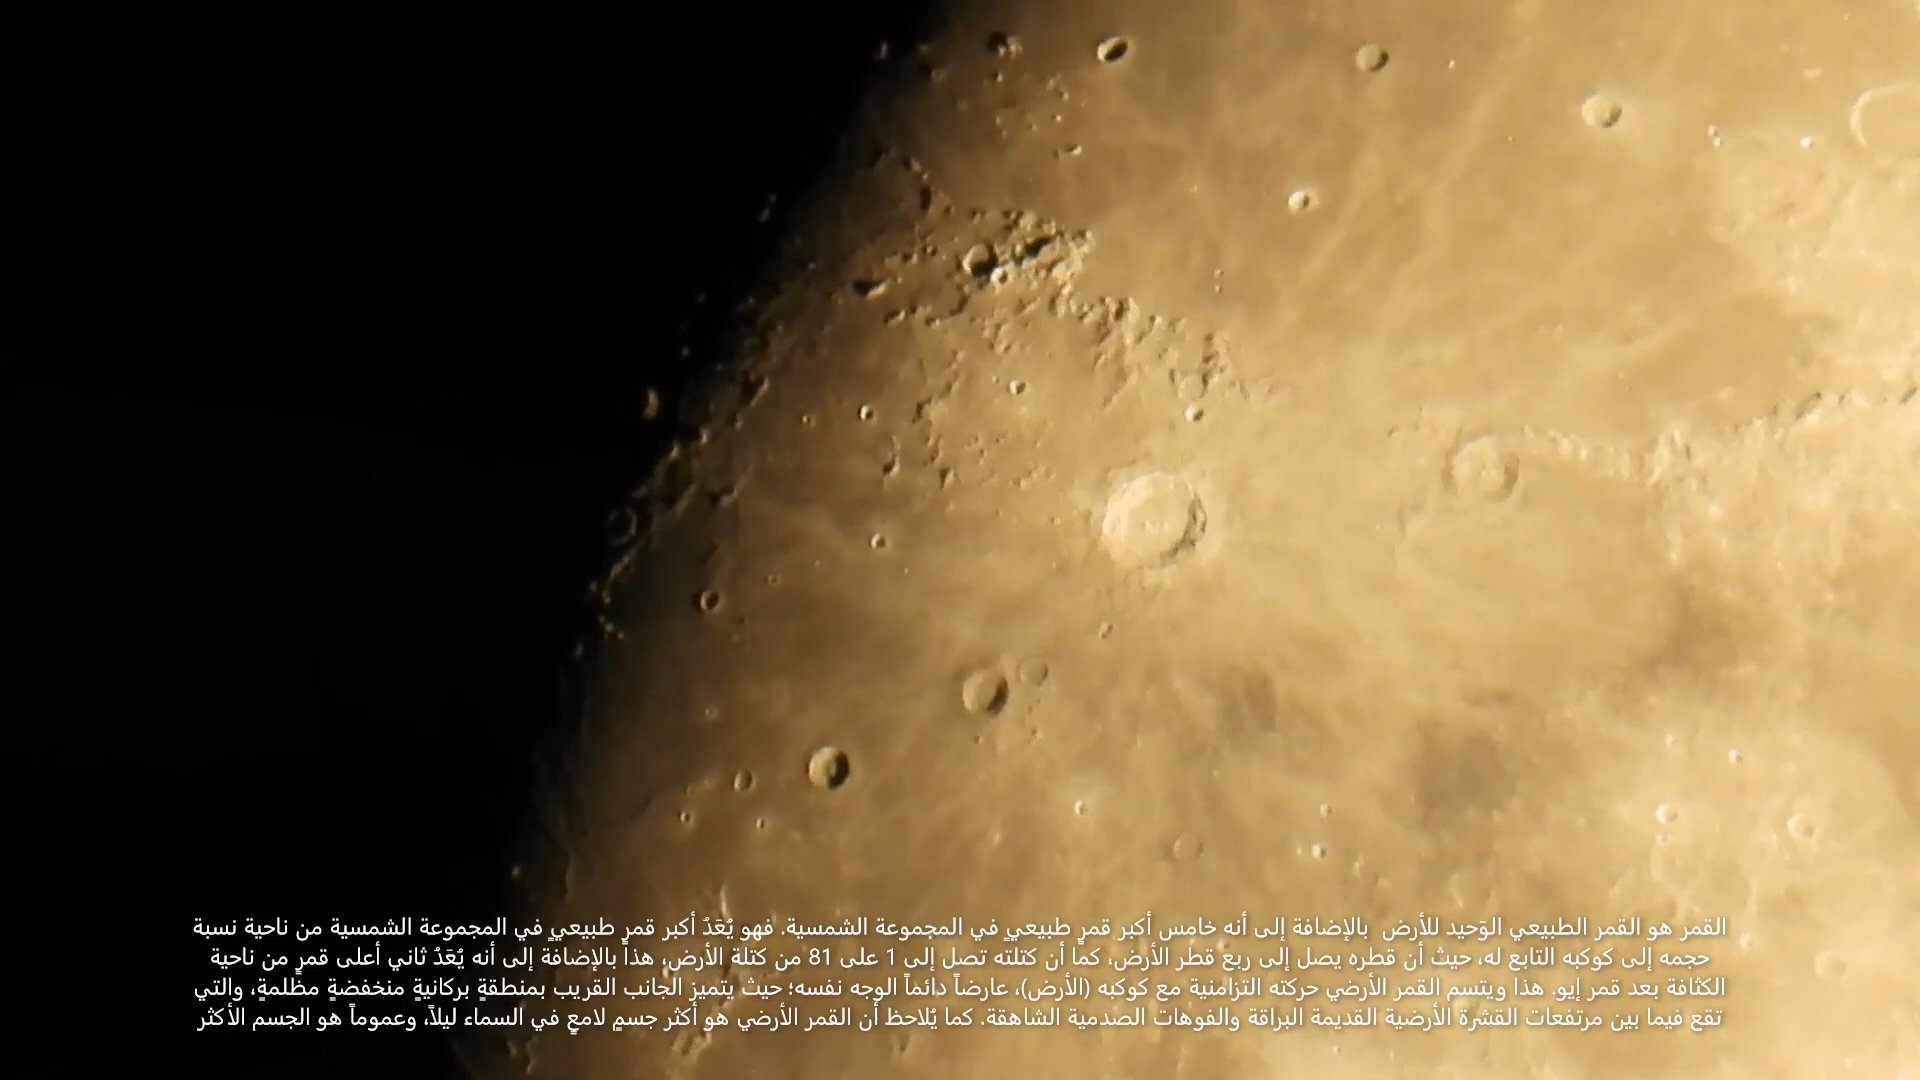 القمر هو القمر الطبيعي الوَحيد للأرض  بالإضافة إلى أنه خامس أكبر قمرٍ طبيعيٍ في المجموعة الشمسية. فهو يُعَدُ أكبر قمرٍ طبيعيٍ في المجموعة الشمسية من ناحية نسبة
حجمه إلى كوكبه التابع له، حيث أن قطره يصل إلى ربع قطر الأرض، كما أن كتلته تصل إلى 1 على 81 من كتلة الأرض، هذا بالإضافة إلى أنه يُعَدُ ثاني أعلى قمرٍ من ناحية
الكثافة بعد قمر إيو. هذا ويتسم القمر الأرضي حركته التزامنية مع كوكبه (الأرض)، عارضاً دائماً الوجه نفسه؛ حيث يتميز الجانب القريب بمنطقةٍ بركانيةٍ منخفضةٍ مظلمةٍ، والتي
تقع فيما بين مرتفعات القشرة الأرضية القديمة البراقة والفوهات الصدمية الشاهقة. كما يُلاحظ أن القمر الأرضي هو أكثر جسمٍ لامعٍ في السماء ليلاً، وعموماً هو الجسم الأكثر